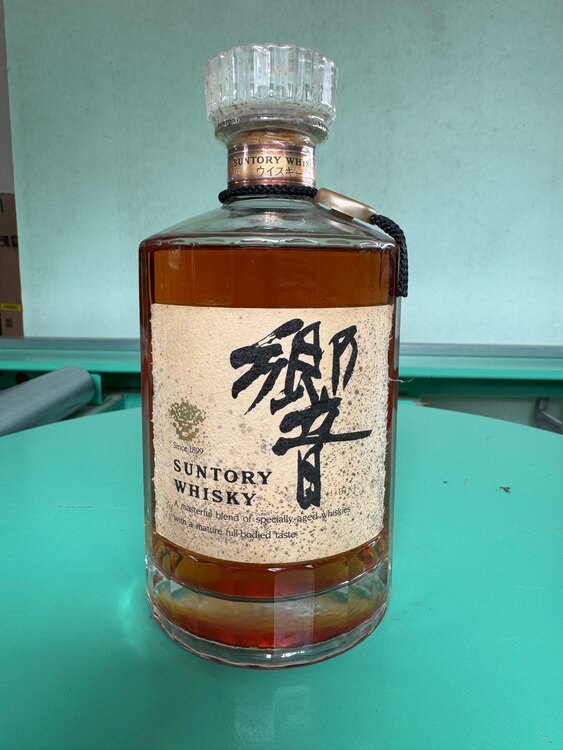 SUNTORY WHIS
ウイスキー
響
Since 1899
SUNTORY
WHISKY
A masterful blend of specially aged whiskies
with a mature full-bodied taste.